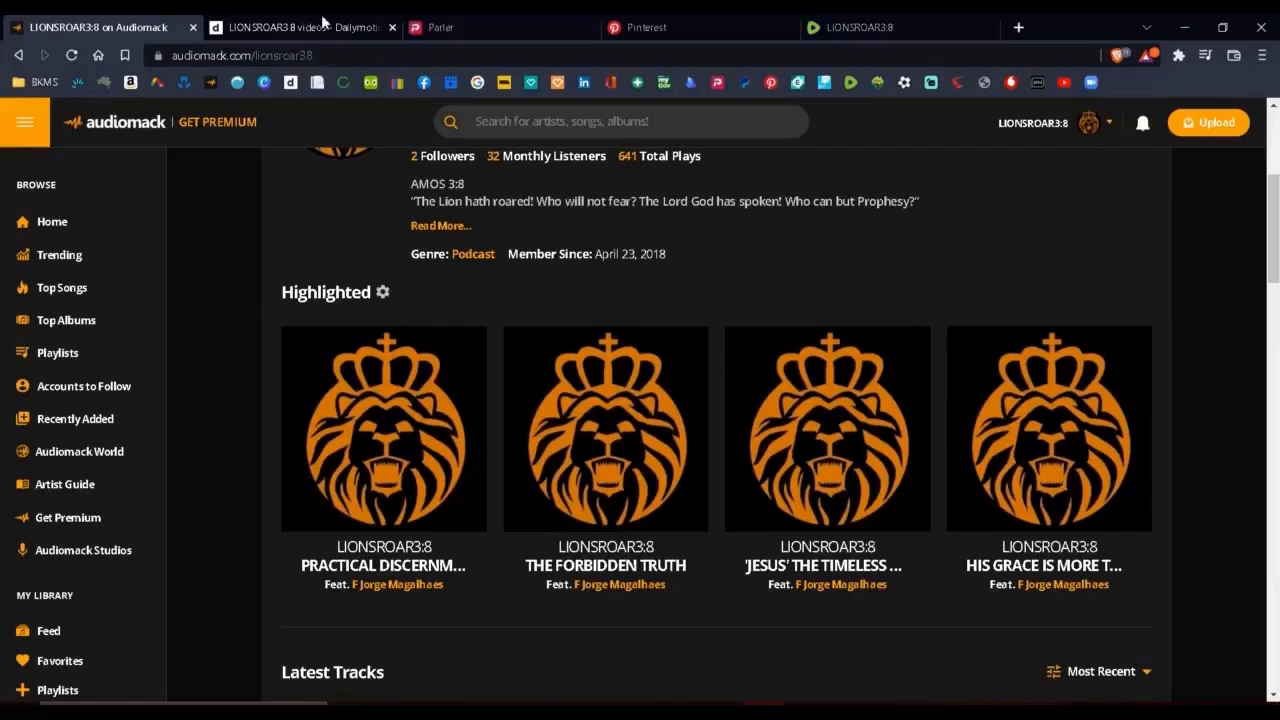 LIONSROAR3:8 on Audiomack
LIONSROAR3:8 videos - Dailymotic
Parler
Pinterest
LIONSROAR3:8
audiomack.com/lionsroar38
BKMS
audiomack
GET PREMIUM
Search for artists, songs, albums!
LIONSROAR3:8
Upload
BROWSE
Home
Trending
Top Songs
Top Albums
Playlists
Accounts to Follow
Recently Added
Audiomack World
Artist Guide
Get Premium
Audiomack Studios
MY LIBRARY
Feed
Favorites
Playlists
2 Followers 32 Monthly Listeners 641 Total Plays
AMOS 3:8
“The Lion hath roared! Who will not fear? The Lord God has spoken! Who can but Prophesy?”
Read More...
Genre: Podcast Member Since: April 23, 2018
Highlighted
LIONSROAR3:8
PRACTICAL DISCERNM...
Feat. F Jorge Magalhaes
LIONSROAR3:8
THE FORBIDDEN TRUTH
Feat. F Jorge Magalhaes
LIONSROAR3:8
'JESUS' THE TIMELESS ...
Feat. F Jorge Magalhaes
LIONSROAR3:8
HIS GRACE IS MORE T...
Feat. F Jorge Magalhaes
Latest Tracks
Most Recent